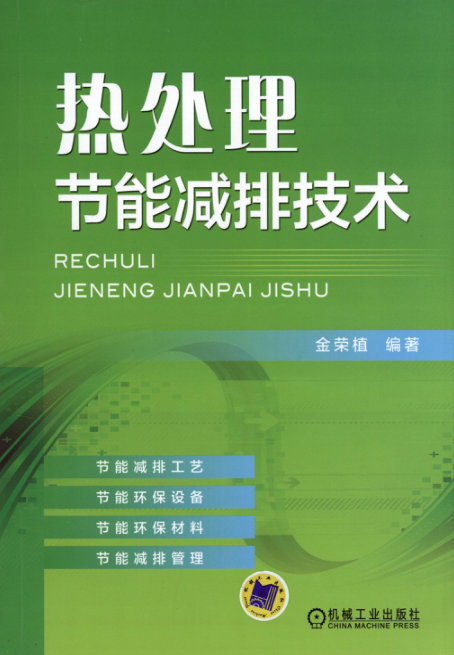 热处理
节能减排技术
RECHULI
JIENENG JIANPAI JISHU
金荣植 编著
节能减排工艺
节能环保设备
节能环保材料
节能减排管理
机械工业出版社
CHINA MACHINE PRESS